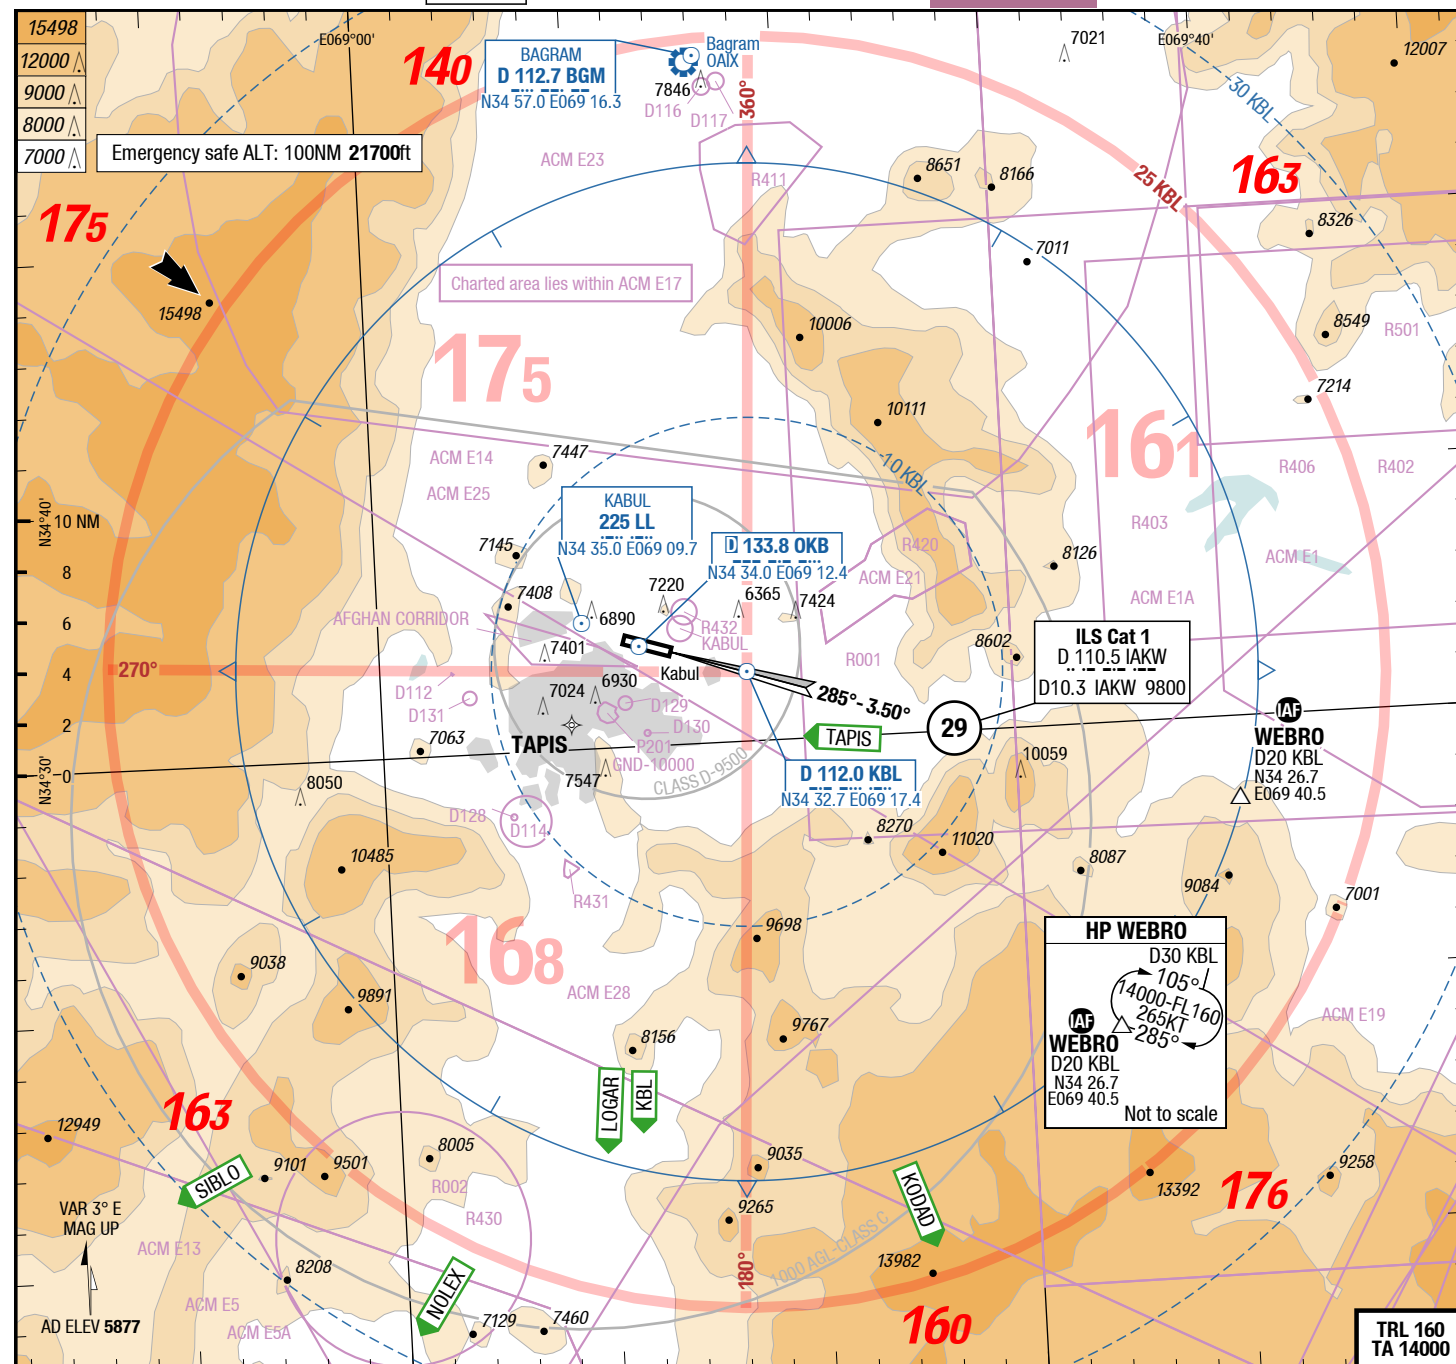 15498
12000
9000
8000
7000
E069°00'
140
BAGRAM
D 112.7 BGM
N34 57.0 E069 16.3
Bagram
OAIX
7846
D116
D117
360°
7021
E069°40'
12007
30 KBL
Emergency safe ALT: 100NM 21700ft
ACM E23
R411
8651
8166
25 KBL
163
175
8326
7011
15498
Charted area lies within ACM E17
10006
8549
R501
175
7214
10111
161
ACM E14
7447
10 KBL
ACM E25
R406
R402
N34°40'
10 NM
KABUL
225 LL
N34 35.0 E069 09.7
R403
7145
D 133.8 OKB
N34 34.0 E069 12.4
R420
ACM E21
8126
ACM E1
8
7408
7220
6365
7424
ACM E1A
AFGHAN CORRIDOR
6890
R432
KABUL
6
7401
8602
ILS Cat 1
D 110.5 IAKW
D10.3 IAKW 9800
R001
270°
4
Kabul
D112
D131
7024
6930
D129
285°-3.50°
D130
29
IAF
WEBRO
D20 KBL
N34 26.7
E069 40.5
2
TAPIS
TAPIS
P201
GND-10000
7063
10059
N34°30'
0
7547
CLASS D-9500
D 112.0 KBL
N34 32.7 E069 17.4
8050
D128
D114
8270
11020
10485
8087
9084
R431
7001
9698
HP WEBRO
D30 KBL
105°
14000-FL160
265KT
285°
IAF
WEBRO
D20 KBL
N34 26.7
E069 40.5
Not to scale
168
9038
9891
ACM E28
9767
ACM E19
8156
LOGAR
KBL
163
12949
8005
9035
9101
9501
SIBLO
KODAD
13392
9258
176
R002
9265
R430
VAR 3° E
MAG UP
ACM E13
1000 AGL-CLASS C
180°
13982
8208
NOLEX
ACM E5
ACM E5A
7129
7460
160
AD ELEV 5877
TRL 160
TA 14000